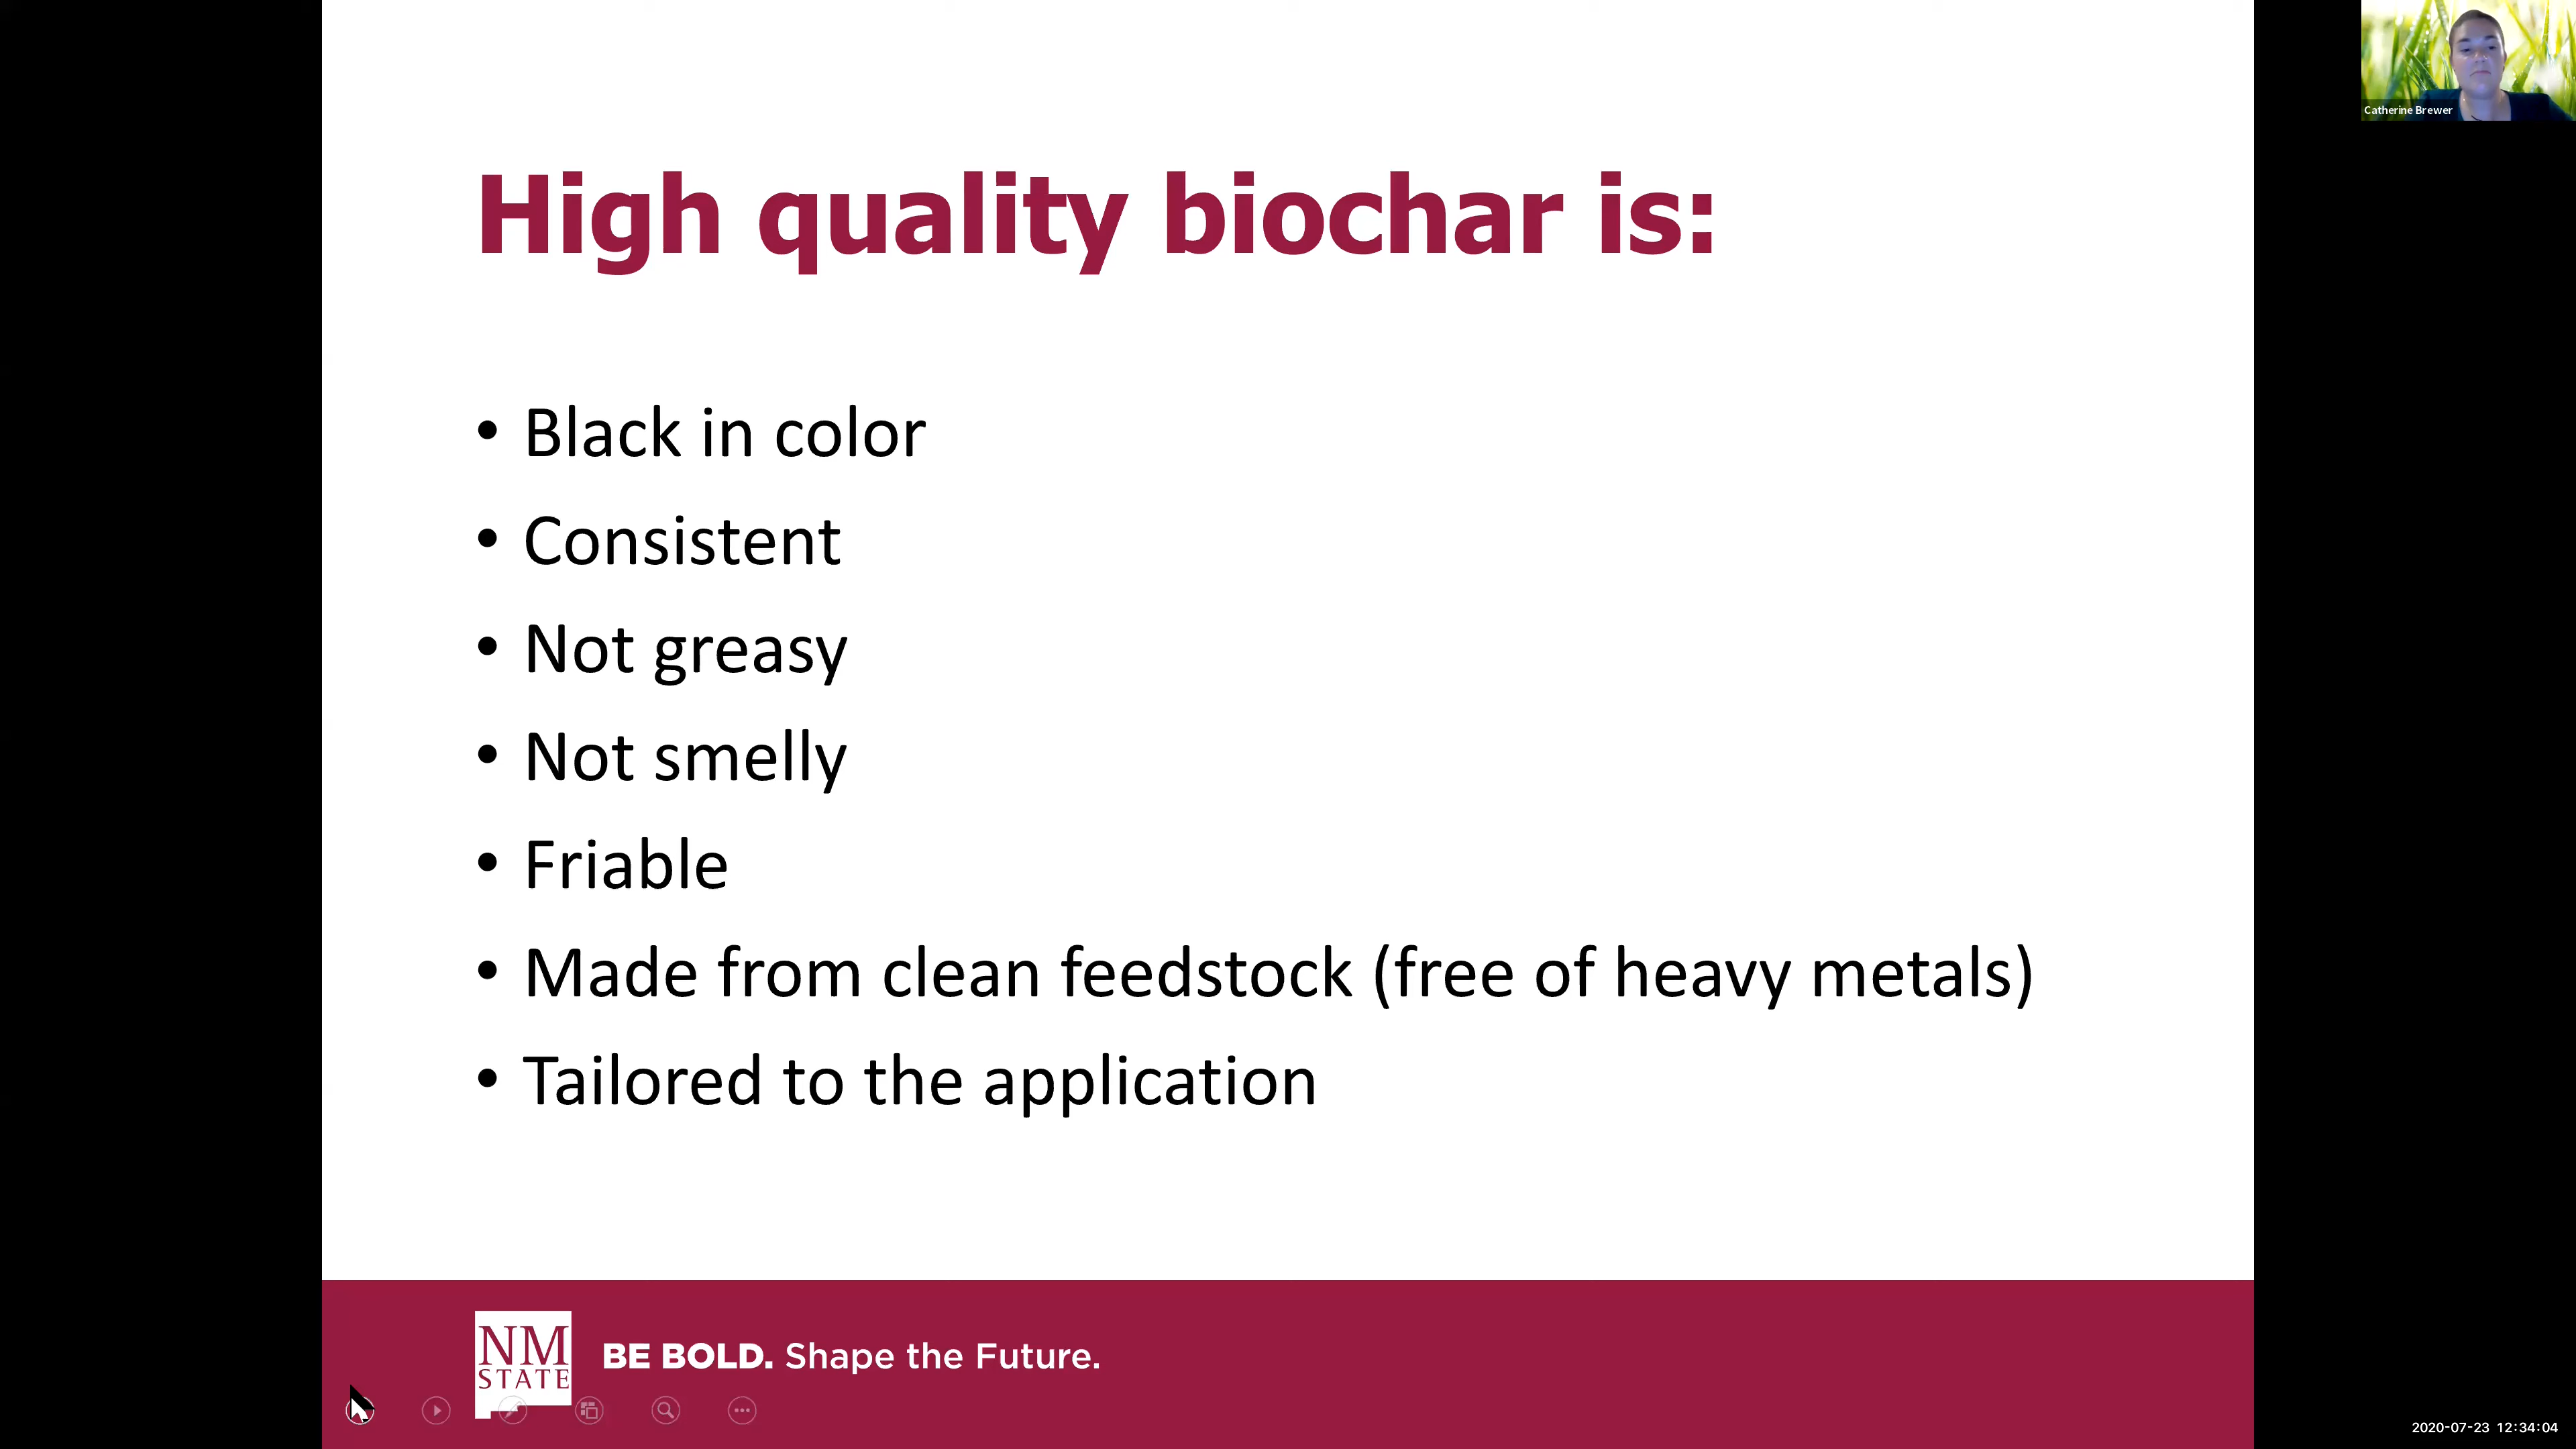 Catherine Brewer
High quality biochar is:
• Black in color
• Consistent
• Not greasy
• Not smelly
• Friable
• Made from clean feedstock (free of heavy metals)
• Tailored to the application
NM
STATE
BE BOLD. Shape the Future.
2020-07-23 12:34:04